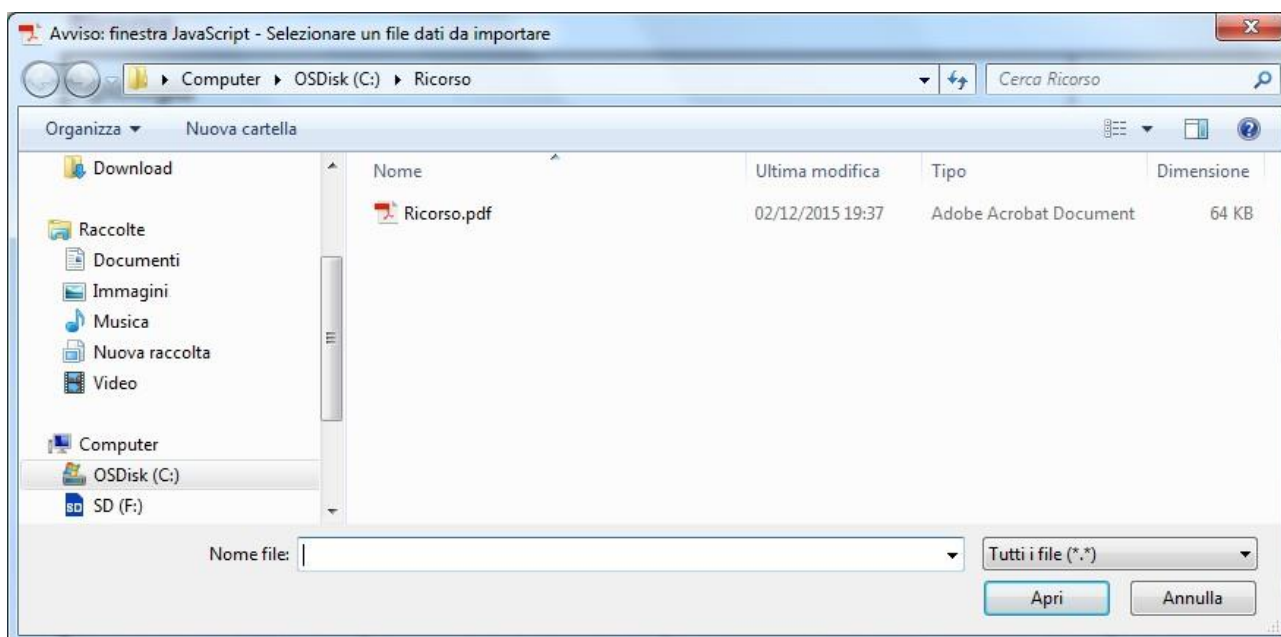 Avviso: finestra JavaScript - Selezionare un file dati da importare
Computer OSDisk (C:) Ricorso Cerca Ricorso
Organizza Nuova cartella
Download
Raccolte
Documenti
Immagini
Musica
Nuova raccolta
Video
Computer
OSDisk (C:)
SD SD (F:)
Nome Ultima modifica Tipo Dimensione
Ricorso.pdf 02/12/2015 19:37 Adobe Acrobat Document 64 KB
Nome file: Tutti i file (*.*)
Apri Annulla